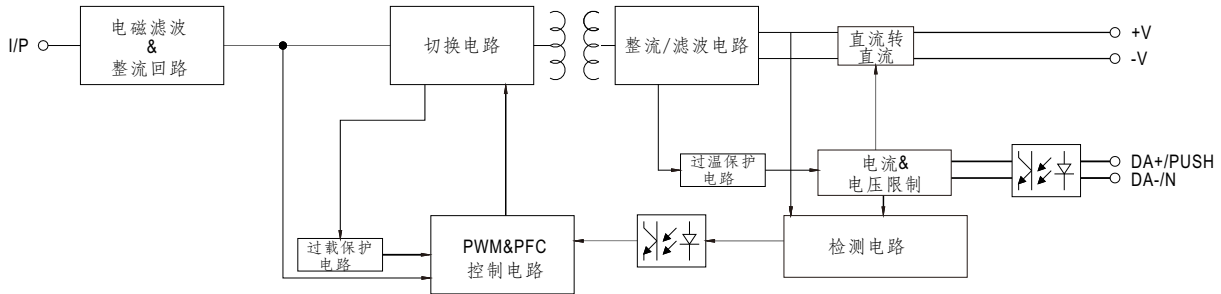 I/P
电磁滤波
&
整流回路
切换电路
整流/滤波电路
直流转
直流
+V
-V
过温保护
电路
电流&
电压限制
DA+/PUSH
DA-/N
过载保护
电路
PWM&PFC
控制电路
检测电路